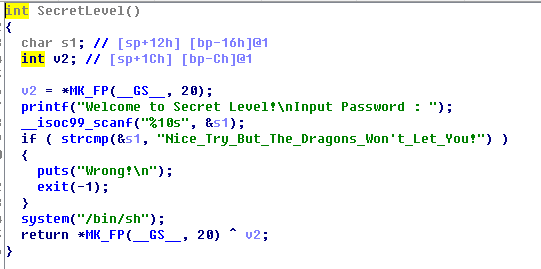 int SecretLevel()
{
  char s1; // [sp+12h] [bp-16h]@1
  int v2; // [sp+1Ch] [bp-Ch]@1
  v2 = *MK_FP(__GS__, 20);
  printf("Welcome to Secret Level!\nInput Password : ");
  __isoc99_scanf("%10s", &s1);
  if ( strcmp(&s1, "Nice_Try_But_The_Dragons_Won't_Let_You!") )
  {
    puts("Wrong!\n");
    exit(-1);
  }
  system("/bin/sh");
  return *MK_FP(__GS__, 20) ^ v2;
}